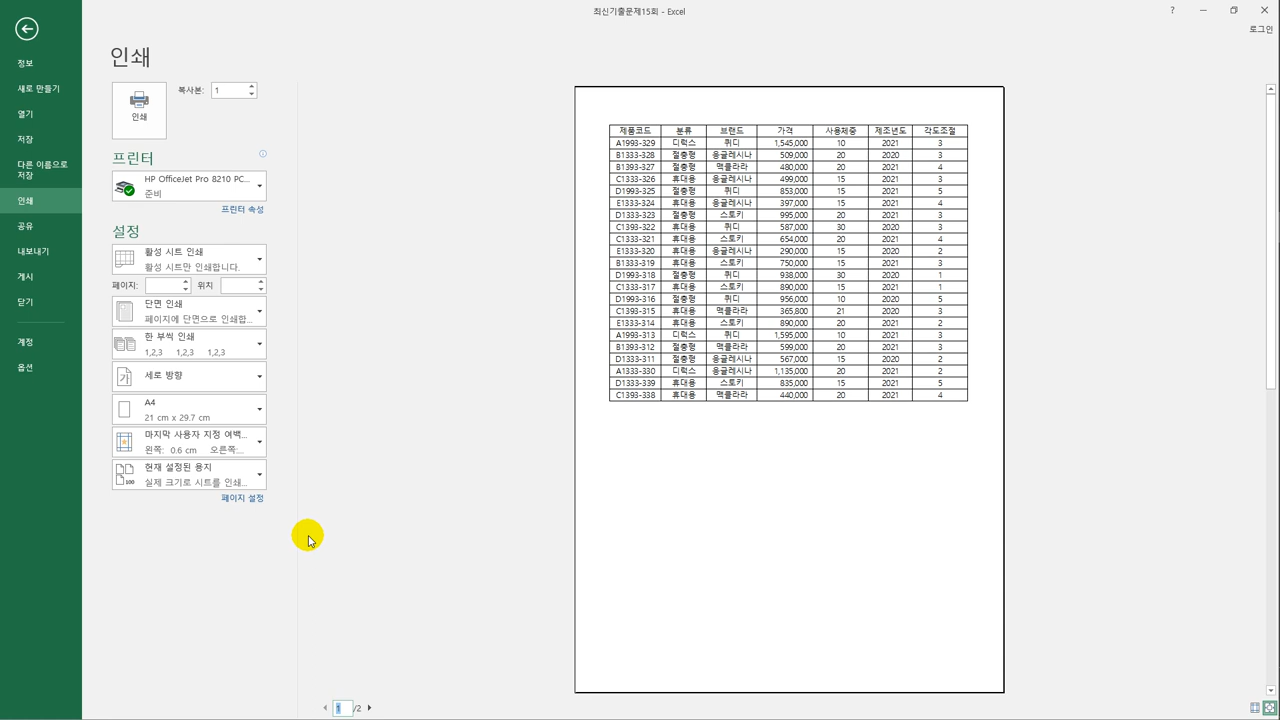 최신기출문제15회 - Excel
?
로그인
정보
새로 만들기
열기
저장
다른 이름으로
저장
인쇄
공유
내보내기
게시
닫기
계정
옵션
인쇄
인쇄
복사본: 1
프린터
HP OfficeJet Pro 8210 PC...
준비
프린터 속성
설정
활성 시트 인쇄
활성 시트만 인쇄합니다.
페이지: 위치
단면 인쇄
페이지에 단면으로 인쇄합...
한 부씩 인쇄
1,2,3 1,2,3 1,2,3
세로 방향
A4
21 cm x 29.7 cm
마지막 사용자 지정 여백...
왼쪽: 0.6 cm 오른쪽:...
현재 설정된 용지
실제 크기로 시트를 인쇄...
100
페이지 설정
제품코드 분류 브랜드 가격 사용체중 제조년도 각도조절
A1993-329 디럭스 퀴디 1,545,000 10 2021 3
B1333-328 절충형 응글레시나 509,000 20 2020 3
B1393-327 절충형 맥클라라 480,000 20 2021 4
C1333-326 휴대용 응글레시나 499,000 15 2021 3
D1993-325 절충형 퀴디 853,000 15 2021 5
E1333-324 휴대용 응글레시나 397,000 15 2021 4
D1333-323 절충형 스토키 995,000 20 2021 3
C1393-322 휴대용 퀴디 587,000 30 2020 3
C1333-321 휴대용 스토키 654,000 20 2021 4
E1333-320 휴대용 응글레시나 290,000 15 2020 2
B1333-319 휴대용 스토키 750,000 15 2021 3
D1993-318 절충형 퀴디 938,000 30 2020 1
C1333-317 휴대용 스토키 890,000 15 2021 1
D1993-316 절충형 퀴디 956,000 10 2020 5
C1393-315 휴대용 맥클라라 365,800 21 2020 3
E1333-314 휴대용 스토키 890,000 20 2021 2
A1993-313 디럭스 퀴디 1,595,000 10 2021 3
B1393-312 절충형 맥클라라 599,000 20 2021 3
D1333-311 절충형 응글레시나 567,000 15 2020 2
A1333-330 디럭스 응글레시나 1,135,000 20 2021 2
D1333-339 휴대용 스토키 835,000 15 2021 5
C1393-338 휴대용 맥클라라 440,000 20 2021 4
1 /2